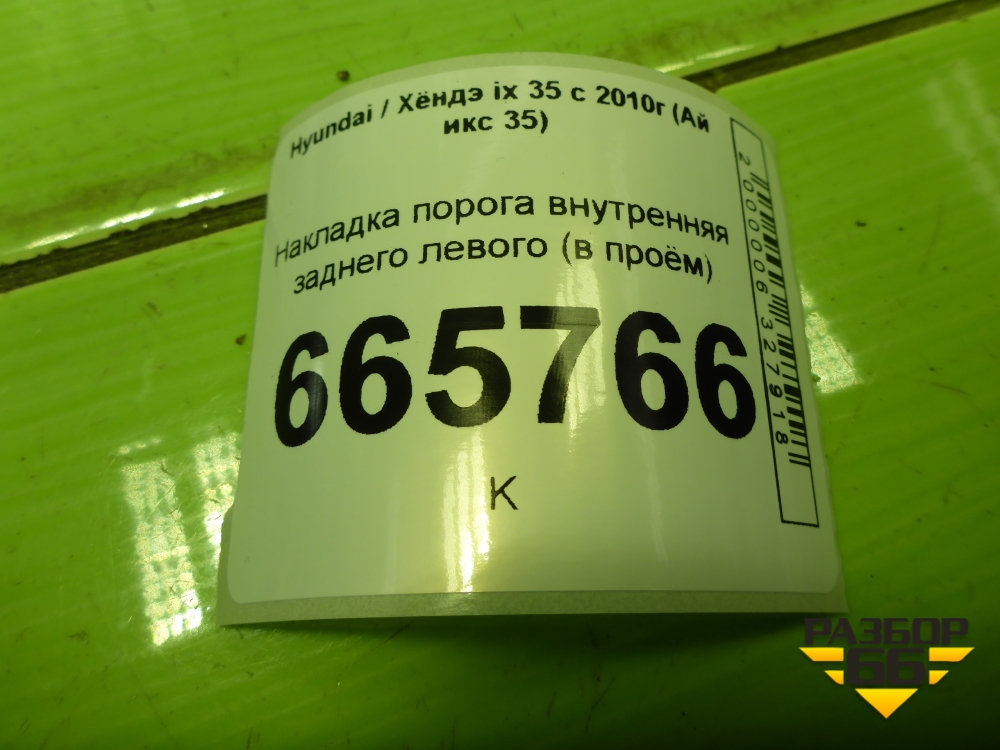 Hyundai / Хёндэ ix 35 с 2010г (Ай
икс 35)
Накладка порога внутренняя
заднего левого (в проём)
665766
К
2000006327918
РАЗБОР
66